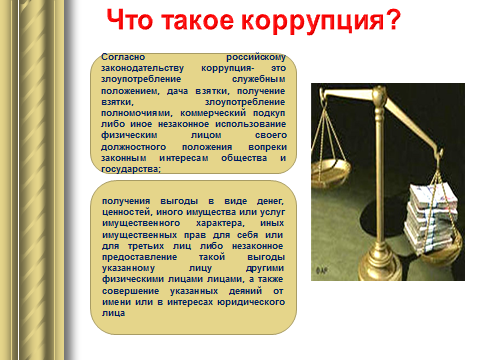 Что такое коррупция?
Согласно российскому
законодательству коррупция- это
злоупотребление служебным
положением, дача взятки, получение
взятки, злоупотребление
полномочиями, коммерческий подкуп
либо иное незаконное использование
физическим лицом своего
должностного положения вопреки
законным интересам общества и
государства;
получения выгоды в виде денег,
ценностей, иного имущества или услуг
имущественного характера, иных
имущественных прав для себя или
для третьих лиц либо незаконное
предоставление такой выгоды
указанному лицу другими
физическими лицами лицами, а также
совершение указанных деяний от
имени или в интересах юридического
лица
©AP